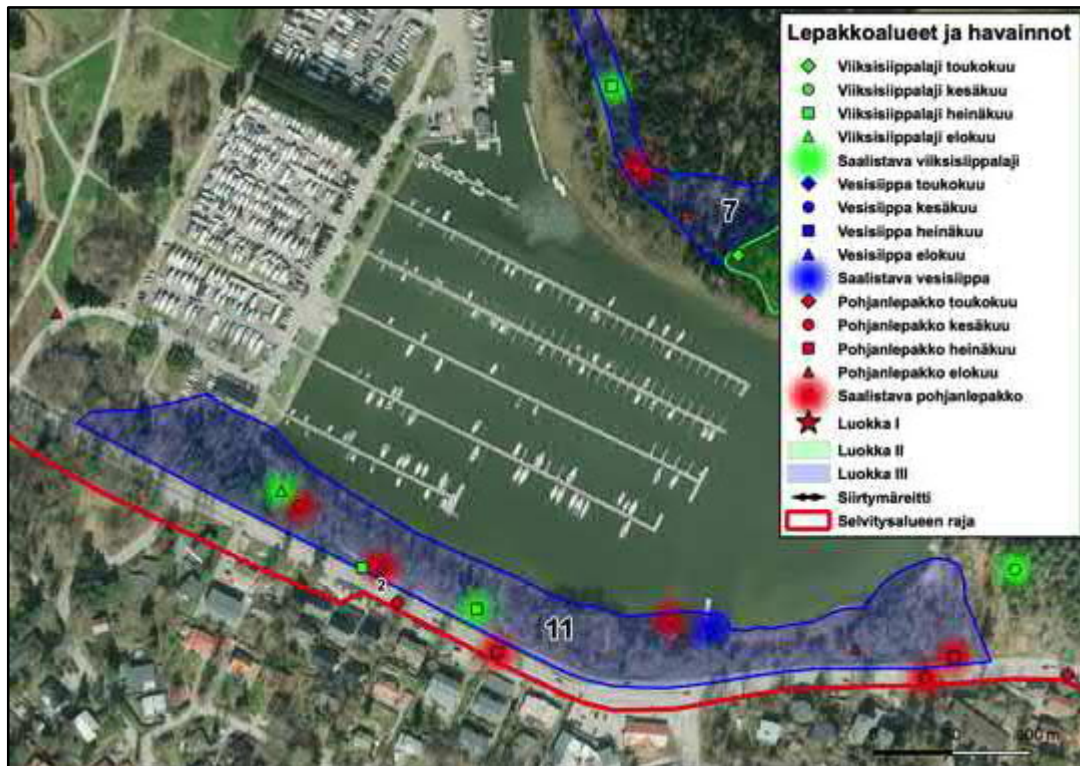 Lepakkoalueet ja havainnot
Viiksisiippalaji toukokuu
Viiksisiippalaji kesäkuu
Viiksisiippalaji heinäkuu
Viiksisiippalaji elokuu
Saalistava viiksisiippalaji
Vesisiippa toukokuu
Vesisiippa kesäkuu
Vesisiippa heinäkuu
Vesisiippa elokuu
Saalistava vesisiippa
Pohjanlepakko toukokuu
Pohjanlepakko kesäkuu
Pohjanlepakko heinäkuu
Pohjanlepakko elokuu
Saalistava pohjanlepakko
Luokka I
Luokka II
Luokka III
Siirtymäreitti
Selvitysalueen raja
7
2
11